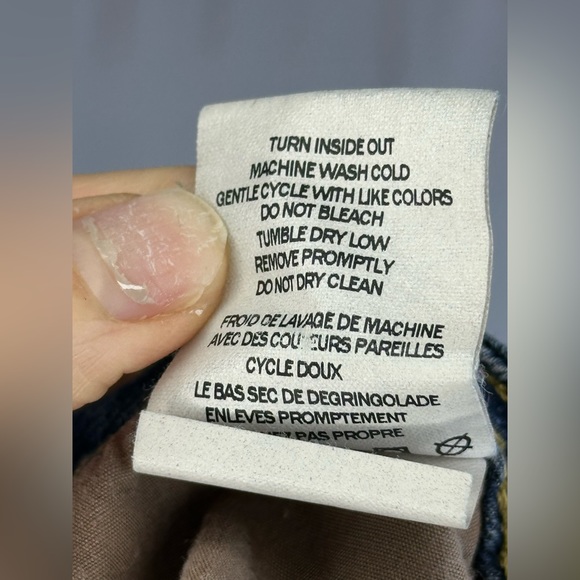 TURN INSIDE OUT
MACHINE WASH COLD
GENTLE CYCLE WITH LIKE COLORS
DO NOT BLEACH
TUMBLE DRY LOW
REMOVE PROMPTLY
DO NOT DRY CLEAN
FROID DE LAVAGE DE MACHINE
AVEC DES COULEURS PAREILLES
CYCLE DOUX
LE BAS SEC DE DEGRINGOLADE
ENLEVES PROMPTEMENT
PAS PROPRE